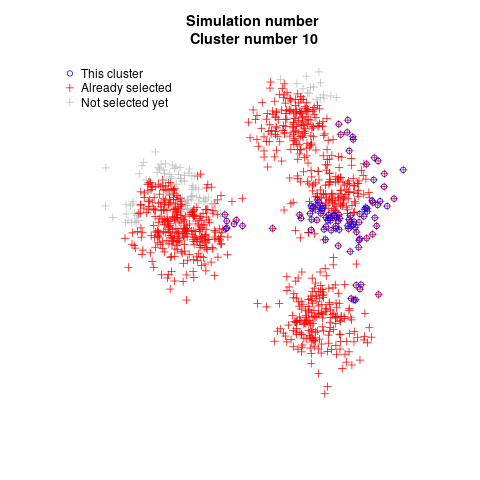 Simulation number
Cluster number 10
This cluster
Already selected
Not selected yet